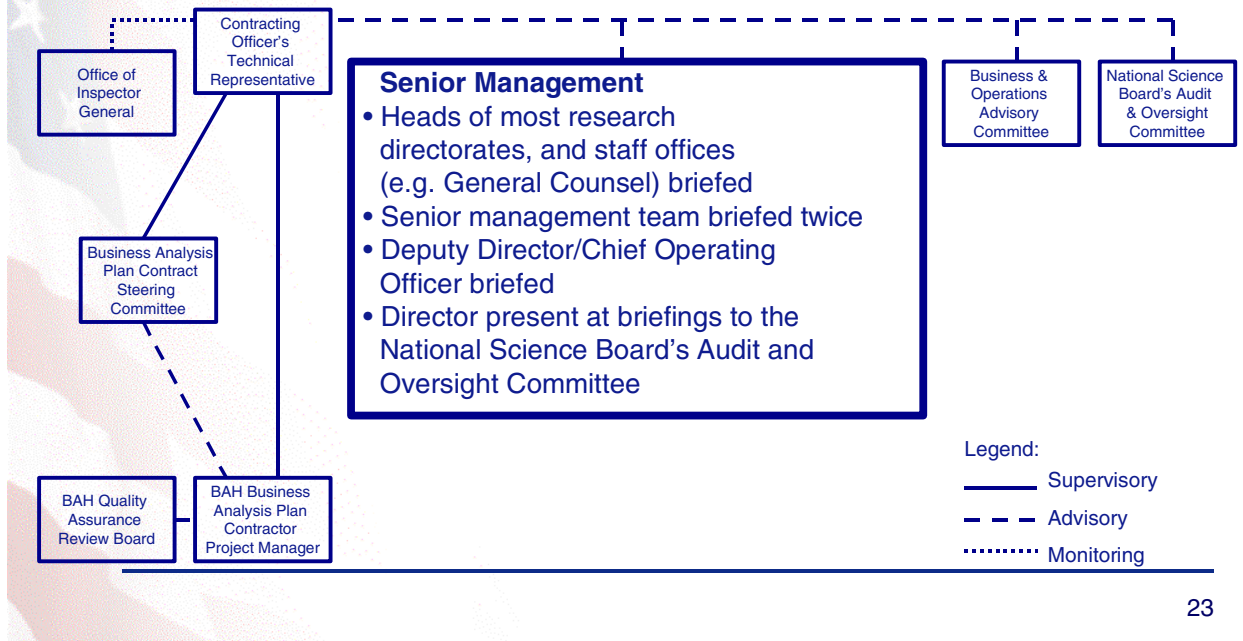 Contracting
Officer's
Technical
Representative
Office of
Inspector
General
Senior Management
• Heads of most research
directorates, and staff offices
(e.g. General Counsel) briefed
• Senior management team briefed twice
• Deputy Director/Chief Operating
Officer briefed
• Director present at briefings to the
National Science Board's Audit and
Oversight Committee
Business &
Operations
Advisory
Committee
National Science
Board's Audit
& Oversight
Committee
Business Analysis
Plan Contract
Steering
Committee
BAH Quality
Assurance
Review Board
BAH Business
Analysis Plan
Contractor
Project Manager
Legend:
Supervisory
Advisory
Monitoring
23